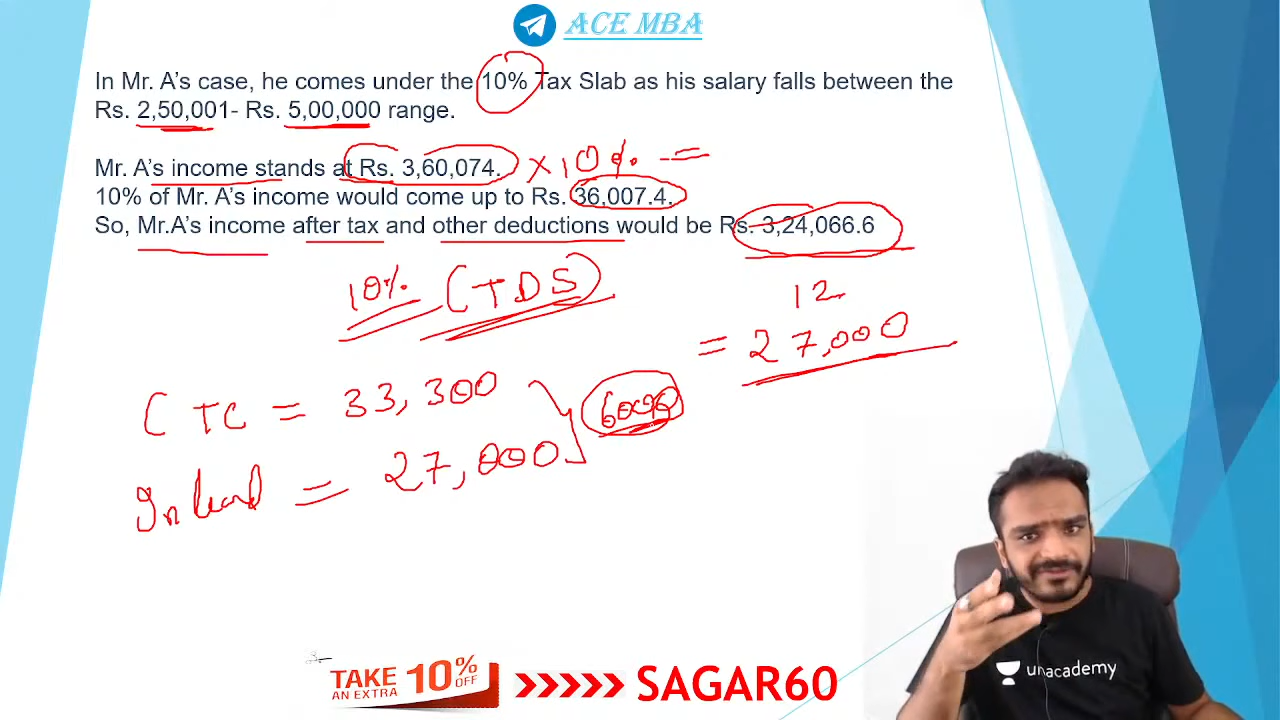 ACE MBA
In Mr. A's case, he comes under the 10% Tax Slab as his salary falls between the
Rs. 2,50,001- Rs. 5,00,000 range.
Mr. A's income stands at Rs. 3,60,074. × 10% =
10% of Mr. A's income would come up to Rs. 36,007.4.
So, Mr.A's income after tax and other deductions would be Rs. 3,24,066.6
10% (TDS)
12
= 27,000
CTC = 33,300
6000
In hand = 27,000
unacademy
TAKE
AN EXTRA
10%
OFF
SAGAR60